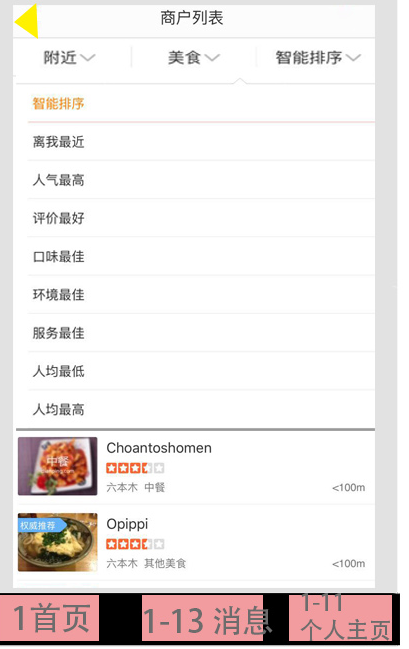 商户列表
附近 美食 智能排序
智能排序
离我最近
人气最高
评价最好
口味最佳
环境最佳
服务最佳
人均最低
人均最高
中餐
Choantoshomen
六本木 中餐 <100m
权威推荐
Opippi
六本木 其他美食 <100m
1首页 1-13 消息 1-11
个人主页